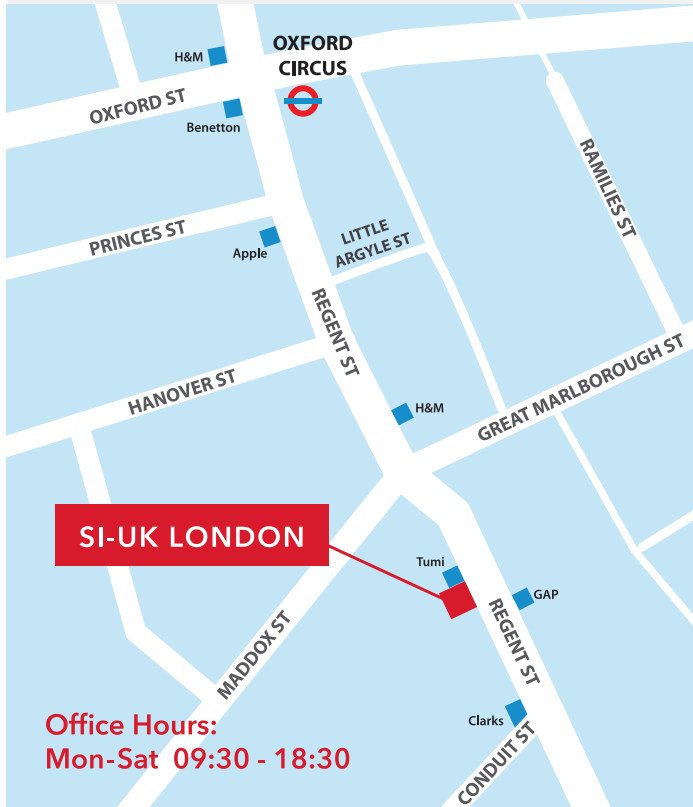 H&M
OXFORD
CIRCUS
OXFORD ST
Benetton
RAMILIES ST
PRINCES ST
Apple
LITTLE
ARGYLE ST
REGENT ST
HANOVER ST
H&M
GREAT MARLBOROUGH ST
SI-UK LONDON
Tumi
GAP
REGENT ST
MADDOX ST
Clarks
CONDUIT ST
Office Hours:
Mon-Sat 09:30 - 18:30